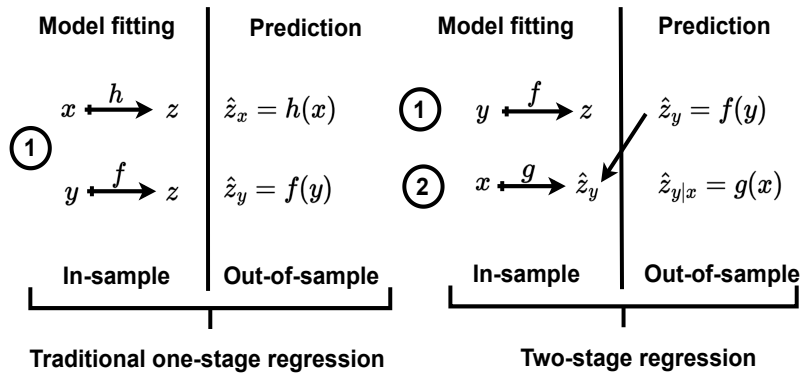 Model fitting Prediction
x h z ẑ_x = h(x)
1
y f z ẑ_y = f(y)
In-sample Out-of-sample
Traditional one-stage regression
Model fitting Prediction
1 y f z ẑ_y = f(y)
2 x g ẑ_y ẑ_{y|x} = g(x)
In-sample Out-of-sample
Two-stage regression